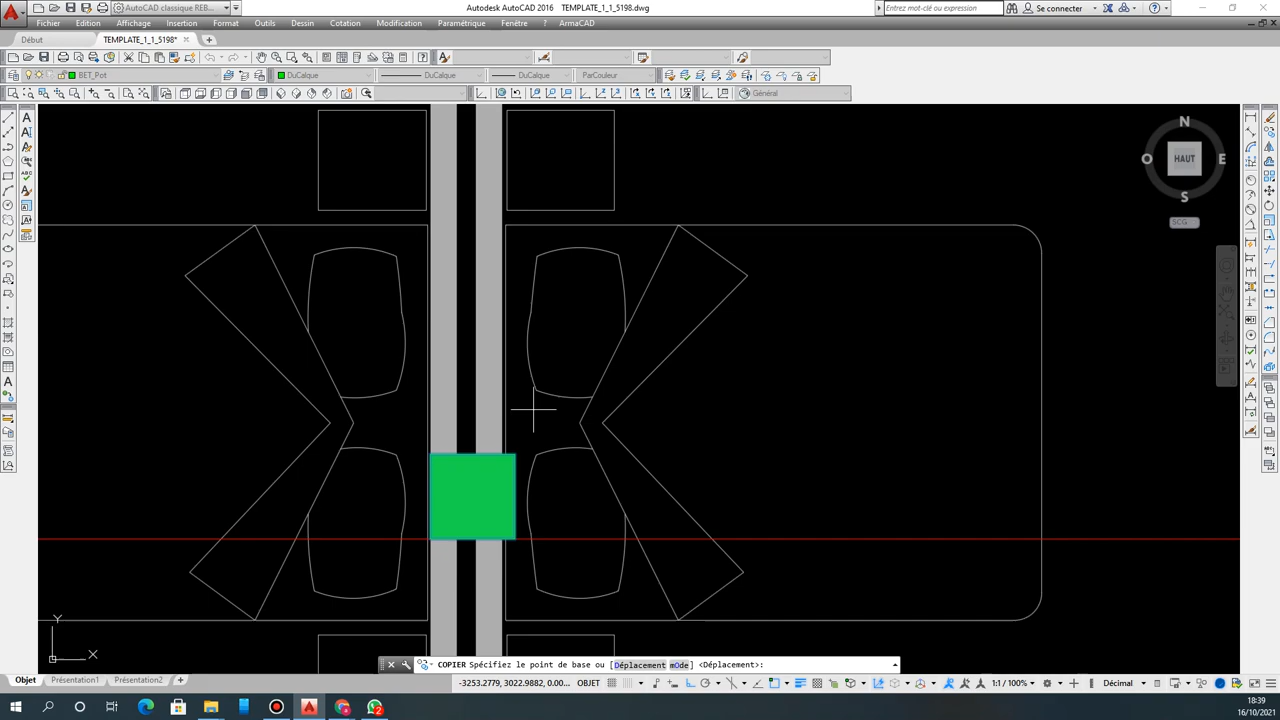 AutoCAD classique REB...
Autodesk AutoCAD 2016 TEMPLATE_1_1_5198.dwg
Entrez mot-clé ou expression
Se connecter
Fichier Edition Affichage Insertion Format Outils Dessin Cotation Modification Paramétrique Fenêtre ? ArmaCAD
Début TEMPLATE_1_1_5198*
BET_Pot DuCalque DuCalque DuCalque ParCouleur
Général
N
O HAUT E
S
SCG
Y
X
COPIER Spécifiez le point de base ou [Déplacement mOde] <Déplacement>:
Objet Présentation1 Présentation2
-3253.2779, 3022.9882, 0.00... OBJET
1:1 / 100%
Décimal
2
18:39
16/10/2021